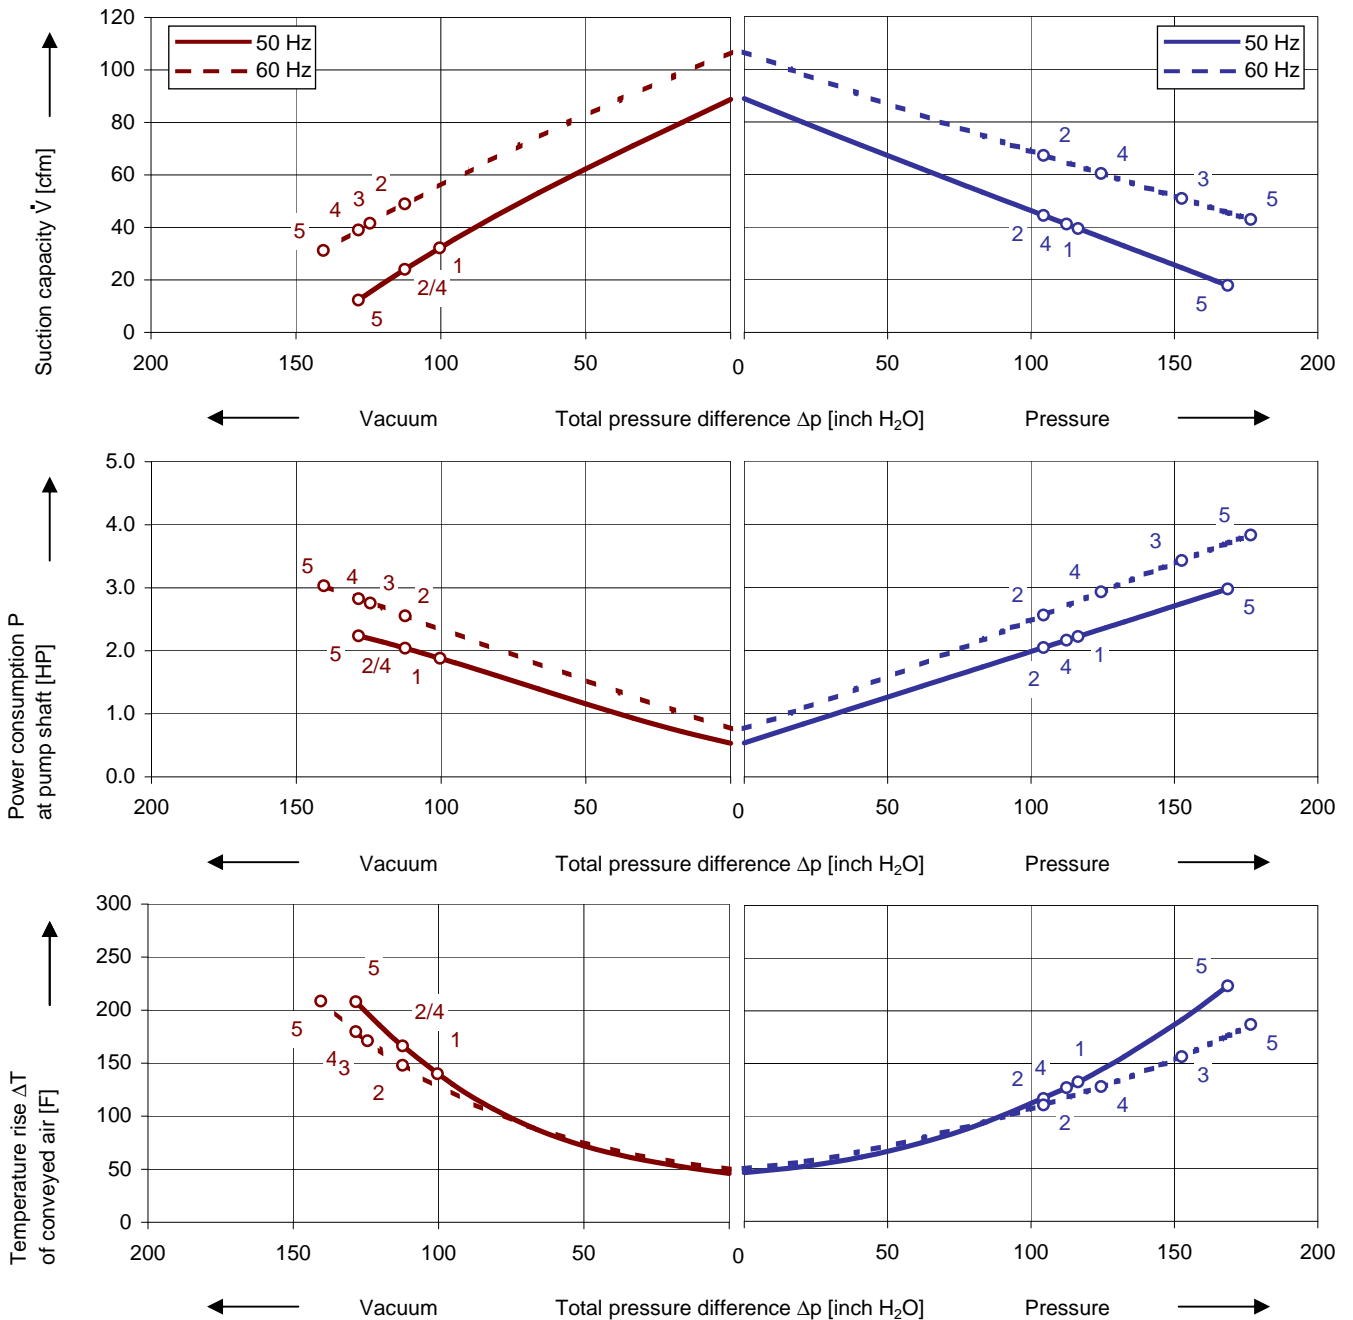 120
100
80
60
40
20
0
Suction capacity V̇ [cfm]
50 Hz
60 Hz
50 Hz
60 Hz
5 4 3 2
1
2/4
5
2 4 3 5
2 4 1 5
200 150 100 50 0 50 100 150 200
Vacuum Total pressure difference Δp [inch H₂O] Pressure
5.0
4.0
3.0
2.0
1.0
0.0
Power consumption P
at pump shaft [HP]
5 4 3 2
5 2/4 1
2 4 3 5
2 4 1 5
200 150 100 50 0 50 100 150 200
Vacuum Total pressure difference Δp [inch H₂O] Pressure
300
250
200
150
100
50
0
Temperature rise ΔT
of conveyed air [F]
5
2/4
1
5 4 3 2
2 4 1 5
2 4 3 5
200 150 100 50 0 50 100 150 200
Vacuum Total pressure difference Δp [inch H₂O] Pressure